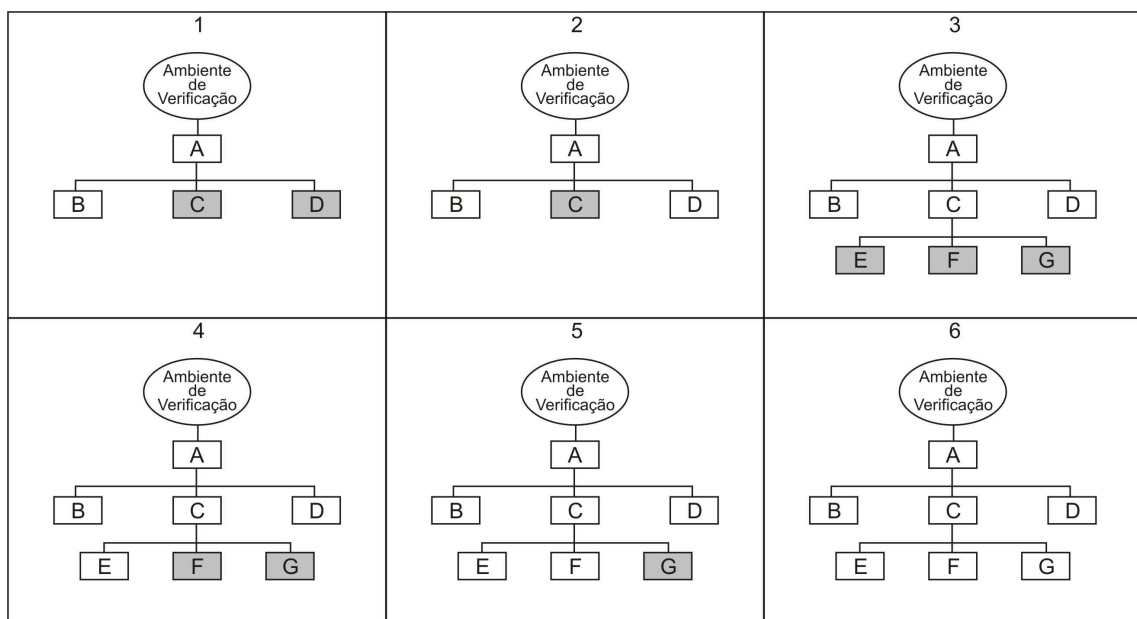 1
Ambiente
de
Verificação
A
B C D
2
Ambiente
de
Verificação
A
B C D
3
Ambiente
de
Verificação
A
B C D
E F G
4
Ambiente
de
Verificação
A
B C D
E F G
5
Ambiente
de
Verificação
A
B C D
E F G
6
Ambiente
de
Verificação
A
B C D
E F G